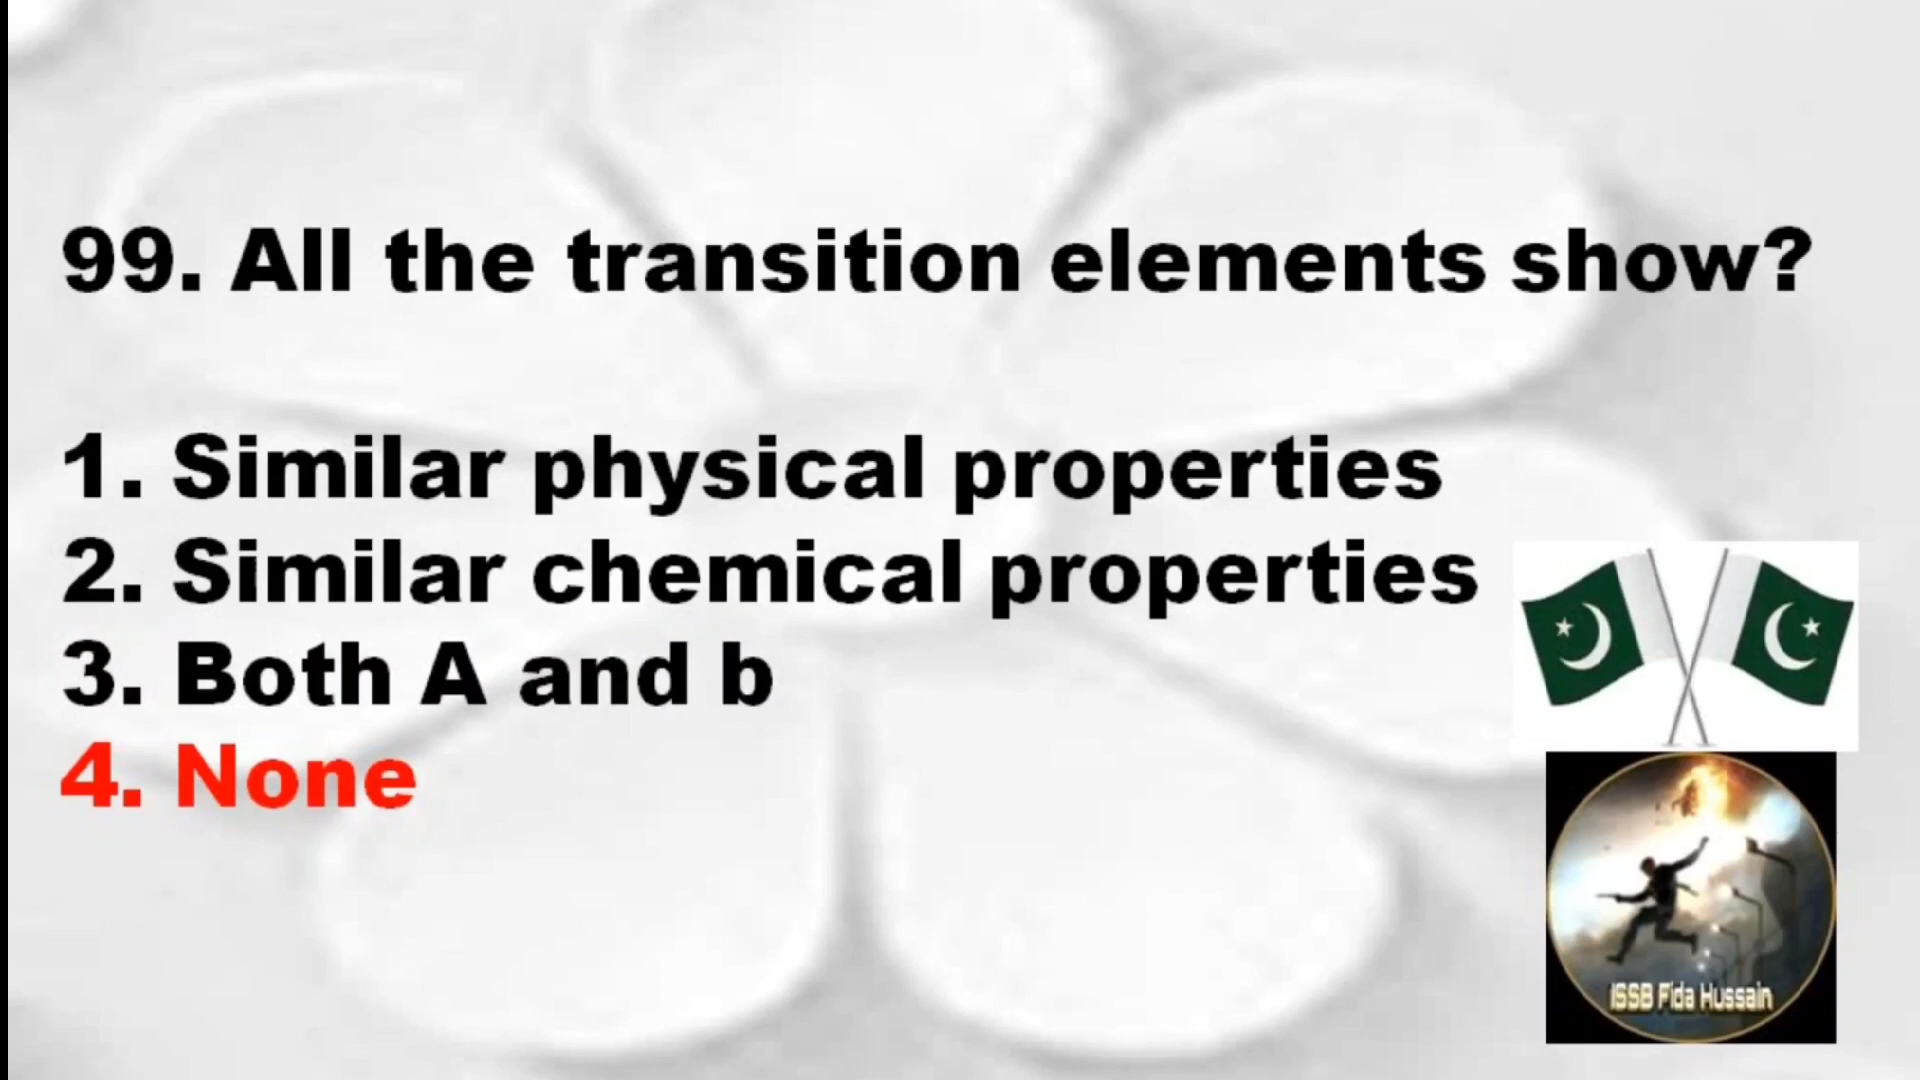 99. All the transition elements show?
1. Similar physical properties
2. Similar chemical properties
3. Both A and b
4. None
ISSB Fida Hussain